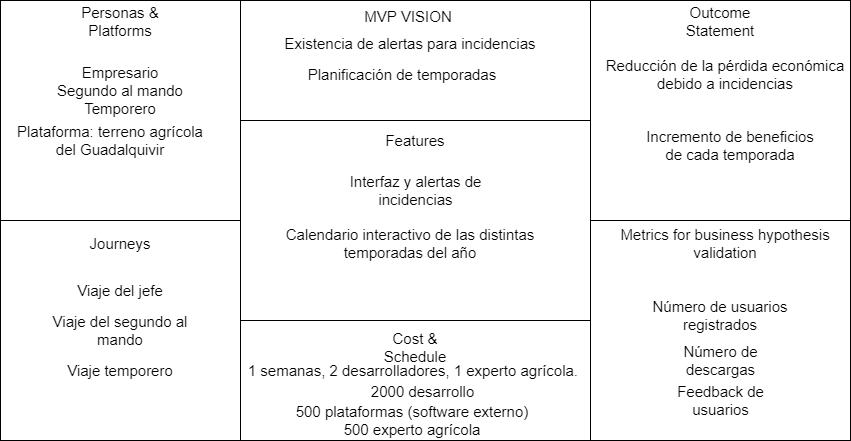 Personas &
Platforms
Empresario
Segundo al mando
Temporero
Plataforma: terreno agrícola
del Guadalquivir
MVP VISION
Existencia de alertas para incidencias
Planificación de temporadas
Outcome
Statement
Reducción de la pérdida económica
debido a incidencias
Incremento de beneficios
de cada temporada
Features
Interfaz y alertas de
incidencias
Calendario interactivo de las distintas
temporadas del año
Journeys
Viaje del jefe
Viaje del segundo al
mando
Viaje temporero
Cost &
Schedule
1 semanas, 2 desarrolladores, 1 experto agrícola.
2000 desarrollo
500 plataformas (software externo)
500 experto agrícola
Metrics for business hypothesis
validation
Número de usuarios
registrados
Número de
descargas
Feedback de
usuarios